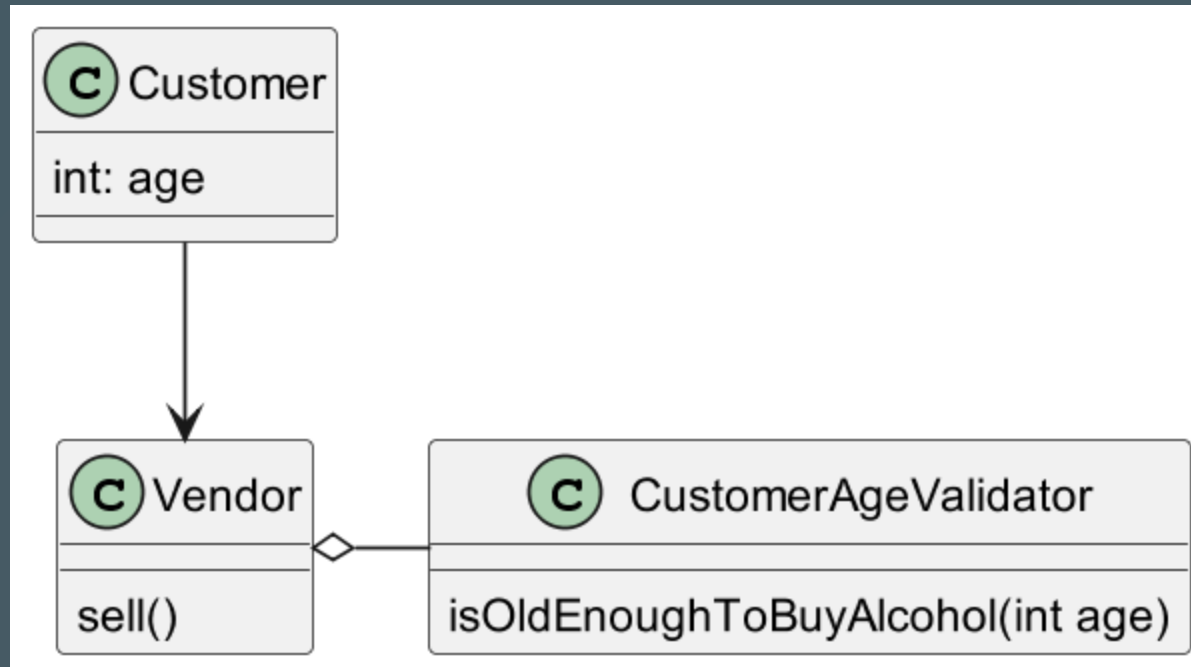 C Customer
int: age
C Vendor
sell()
C CustomerAgeValidator
isOldEnoughToBuyAlcohol(int age)